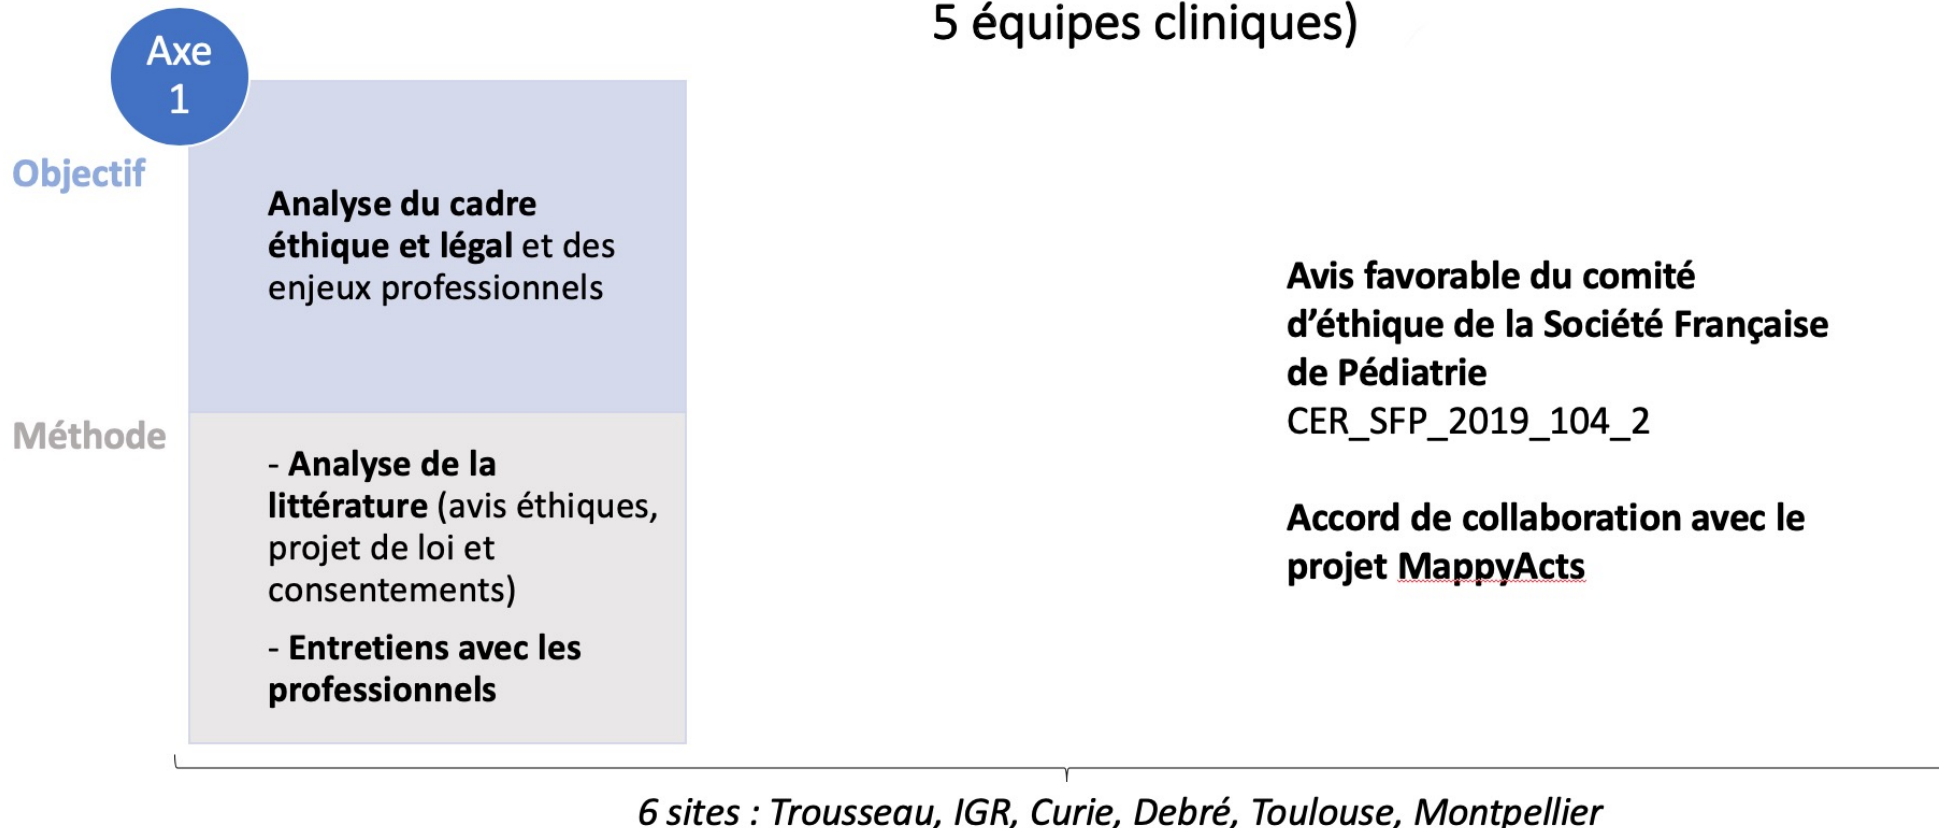 5 équipes cliniques)
Axe
1
Objectif
Analyse du cadre
éthique et légal et des
enjeux professionnels
Méthode
- Analyse de la
littérature (avis éthiques,
projet de loi et
consentements)
- Entretiens avec les
professionnels
Avis favorable du comité
d’éthique de la Société Française
de Pédiatrie
CER_SFP_2019_104_2
Accord de collaboration avec le
projet MappyActs
6 sites : Trousseau, IGR, Curie, Debré, Toulouse, Montpellier